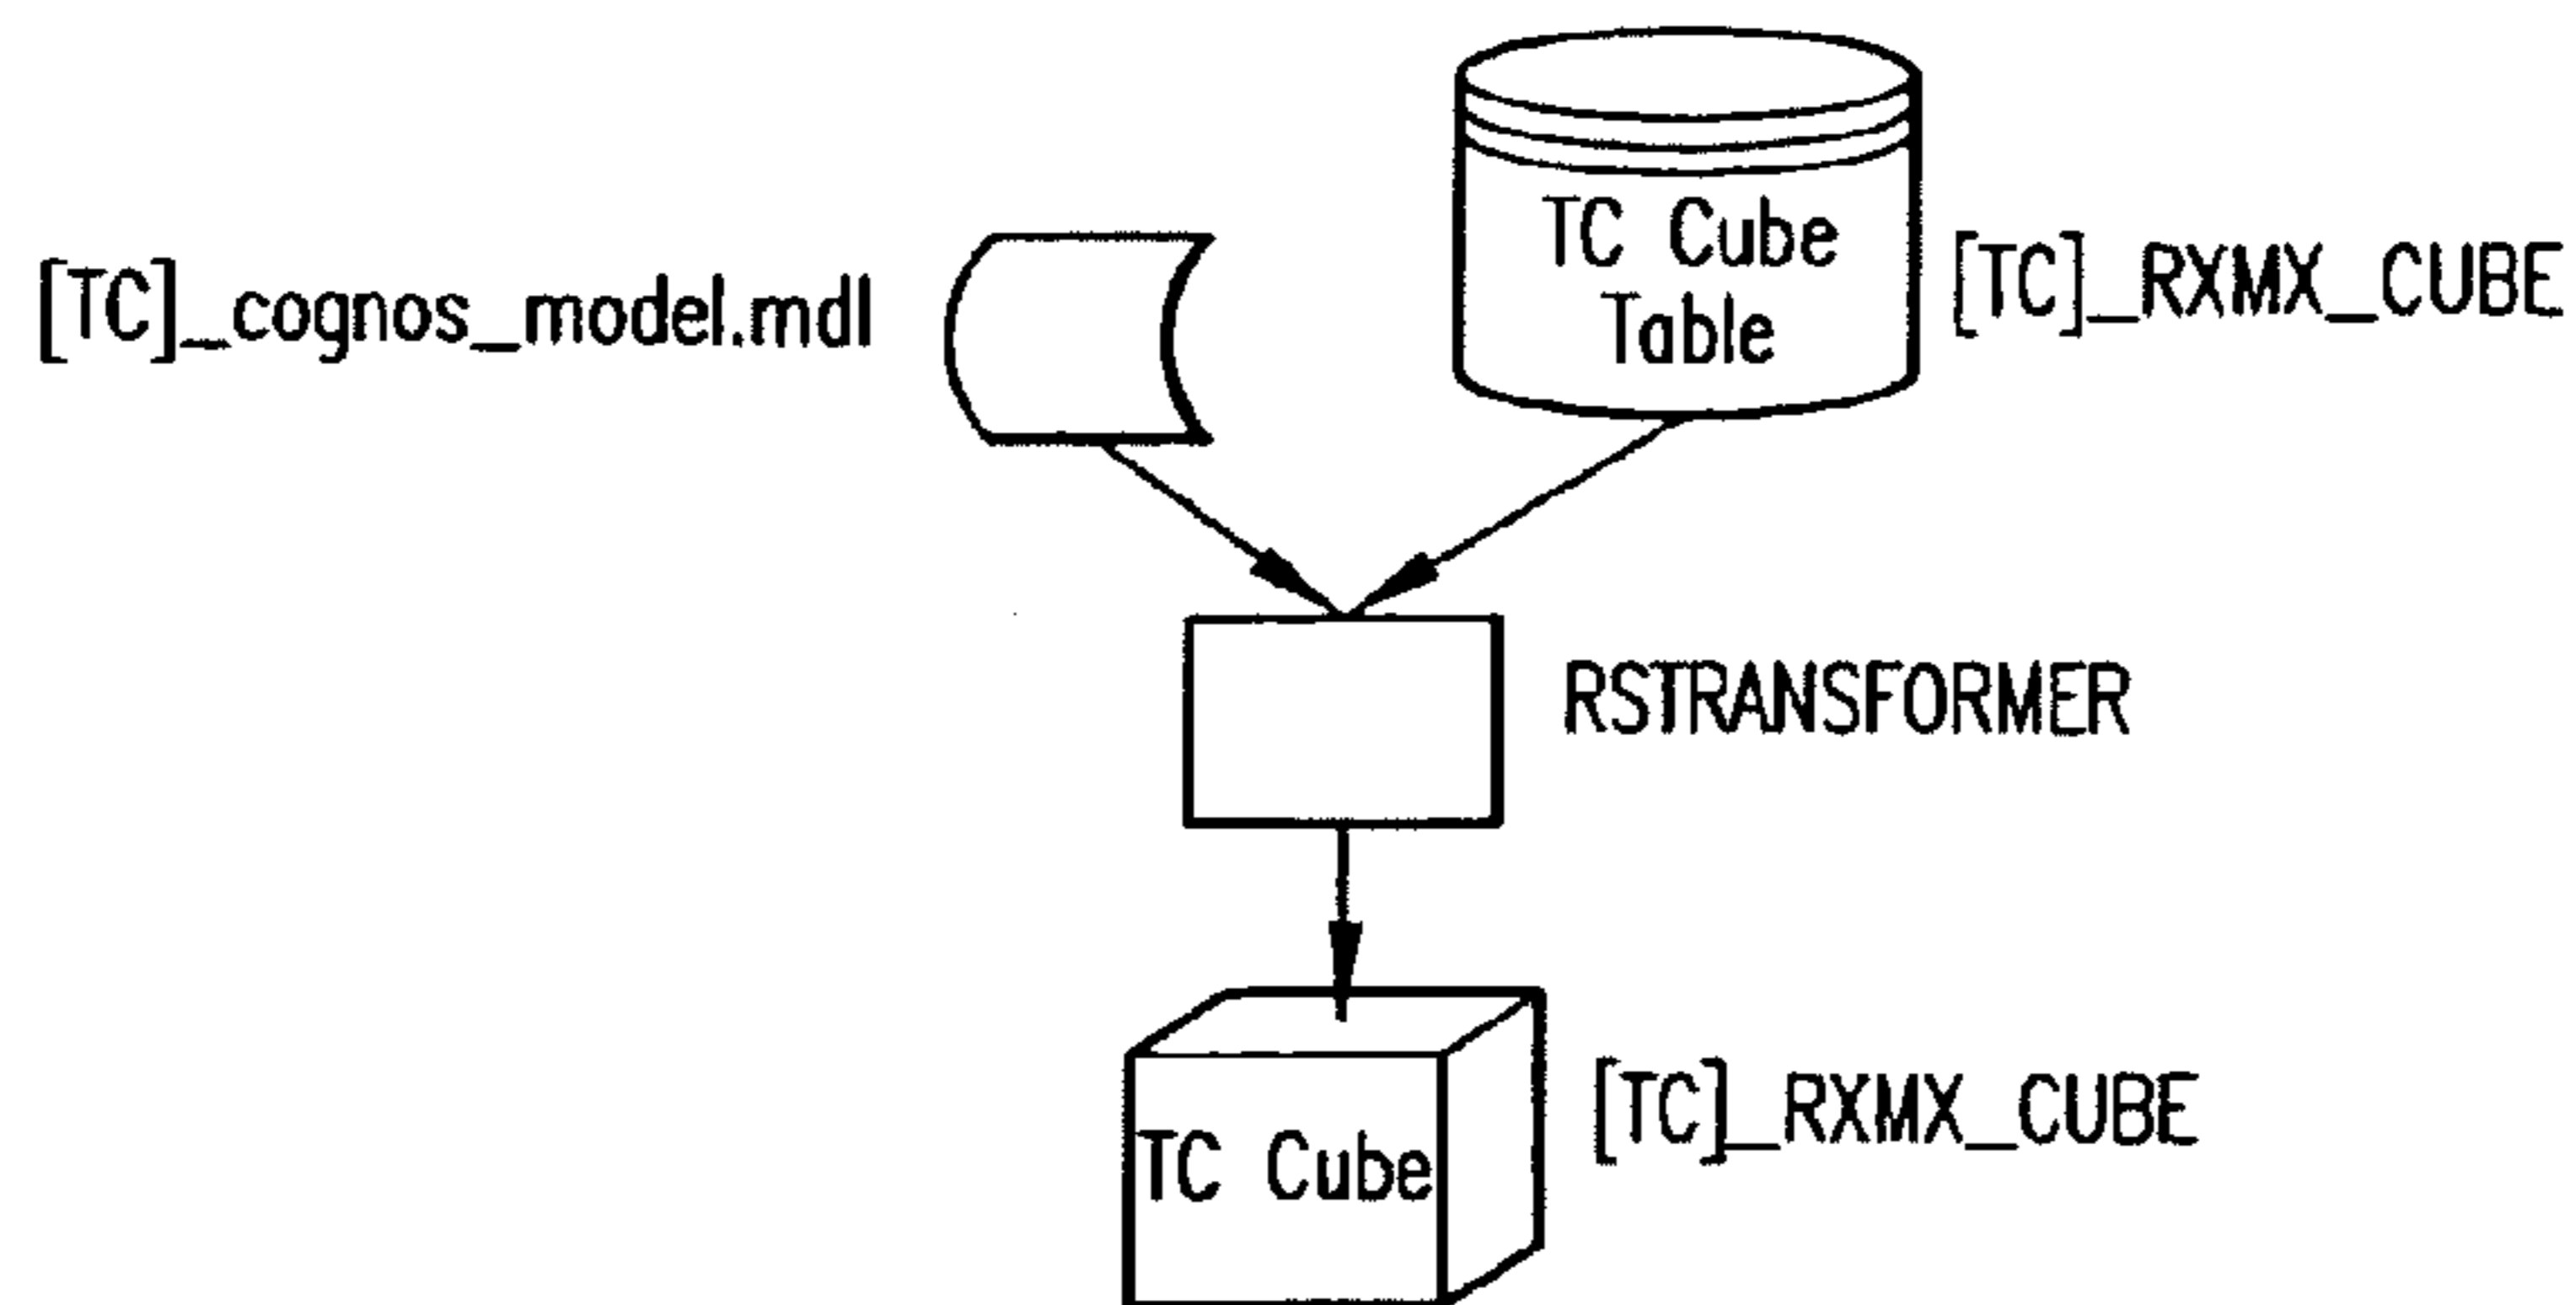 TC Cube
Table
[TC]_RXMX_CUBE
[TC]_cognos_model.mdl
RSTRANSFORMER
TC Cube
[TC]_RXMX_CUBE